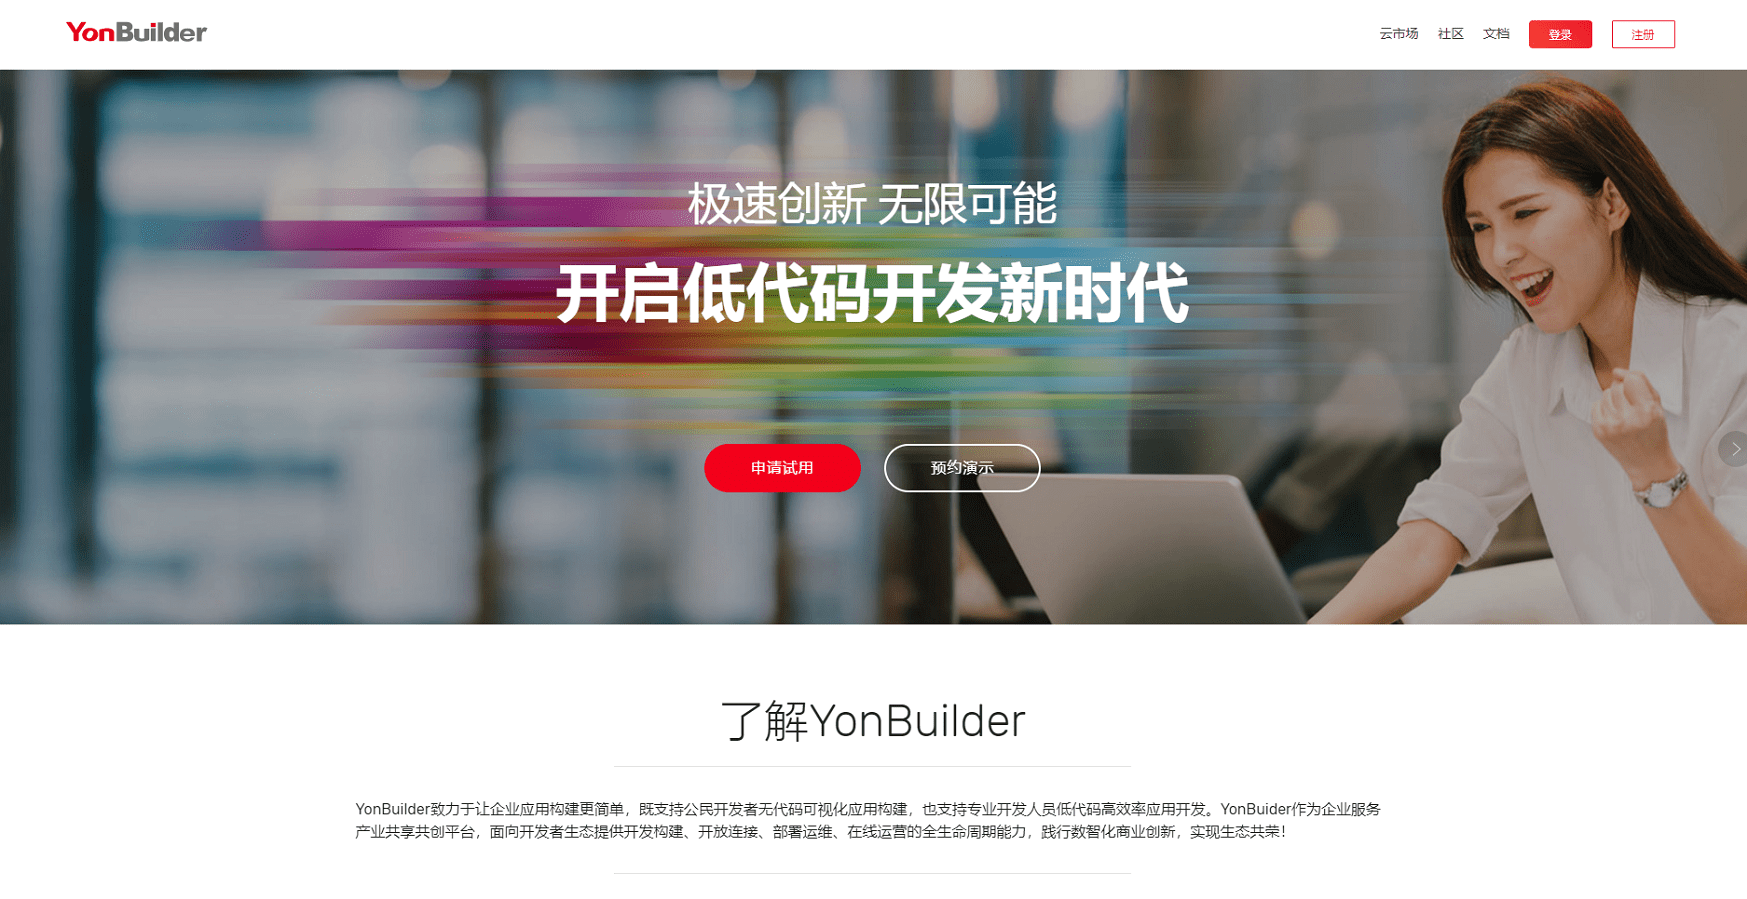 YonBuilder
云市场 社区 文档 登录 注册
极速创新 无限可能
开启低代码开发新时代
申请试用 预约演示
了解YonBuilder
YonBuilder致力于让企业应用构建更简单，既支持公民开发者无代码可视化应用构建，也支持专业开发人员低代码高效率应用开发。YonBuider作为企业服务
产业共享共创平台，面向开发者生态提供开发构建、开放连接、部署运维、在线运营的全生命周期能力，践行数智化商业创新，实现生态共荣！